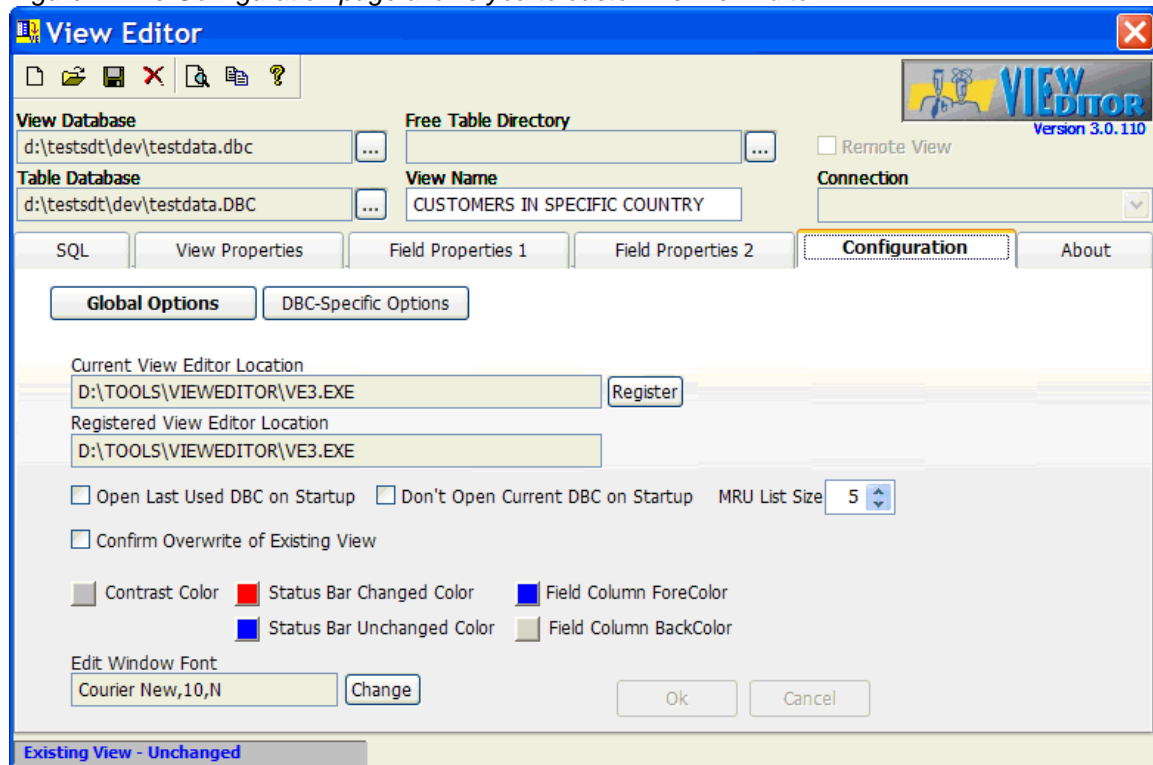 View Editor
VIEW
EDITOR
Version 3.0.110
View Database
Free Table Directory
d:\testsdt\dev\testdata.dbc
...
...
Remote View
Table Database
View Name
Connection
d:\testsdt\dev\testdata.DBC
...
CUSTOMERS IN SPECIFIC COUNTRY
SQL
View Properties
Field Properties 1
Field Properties 2
Configuration
About
Global Options
DBC-Specific Options
Current View Editor Location
D:\TOOLS\VIEWEDITOR\VE3.EXE
Register
Registered View Editor Location
D:\TOOLS\VIEWEDITOR\VE3.EXE
Open Last Used DBC on Startup
Don't Open Current DBC on Startup
MRU List Size
5
Confirm Overwrite of Existing View
Contrast Color
Status Bar Changed Color
Field Column ForeColor
Status Bar Unchanged Color
Field Column BackColor
Edit Window Font
Courier New,10,N
Change
Ok
Cancel
Existing View - Unchanged